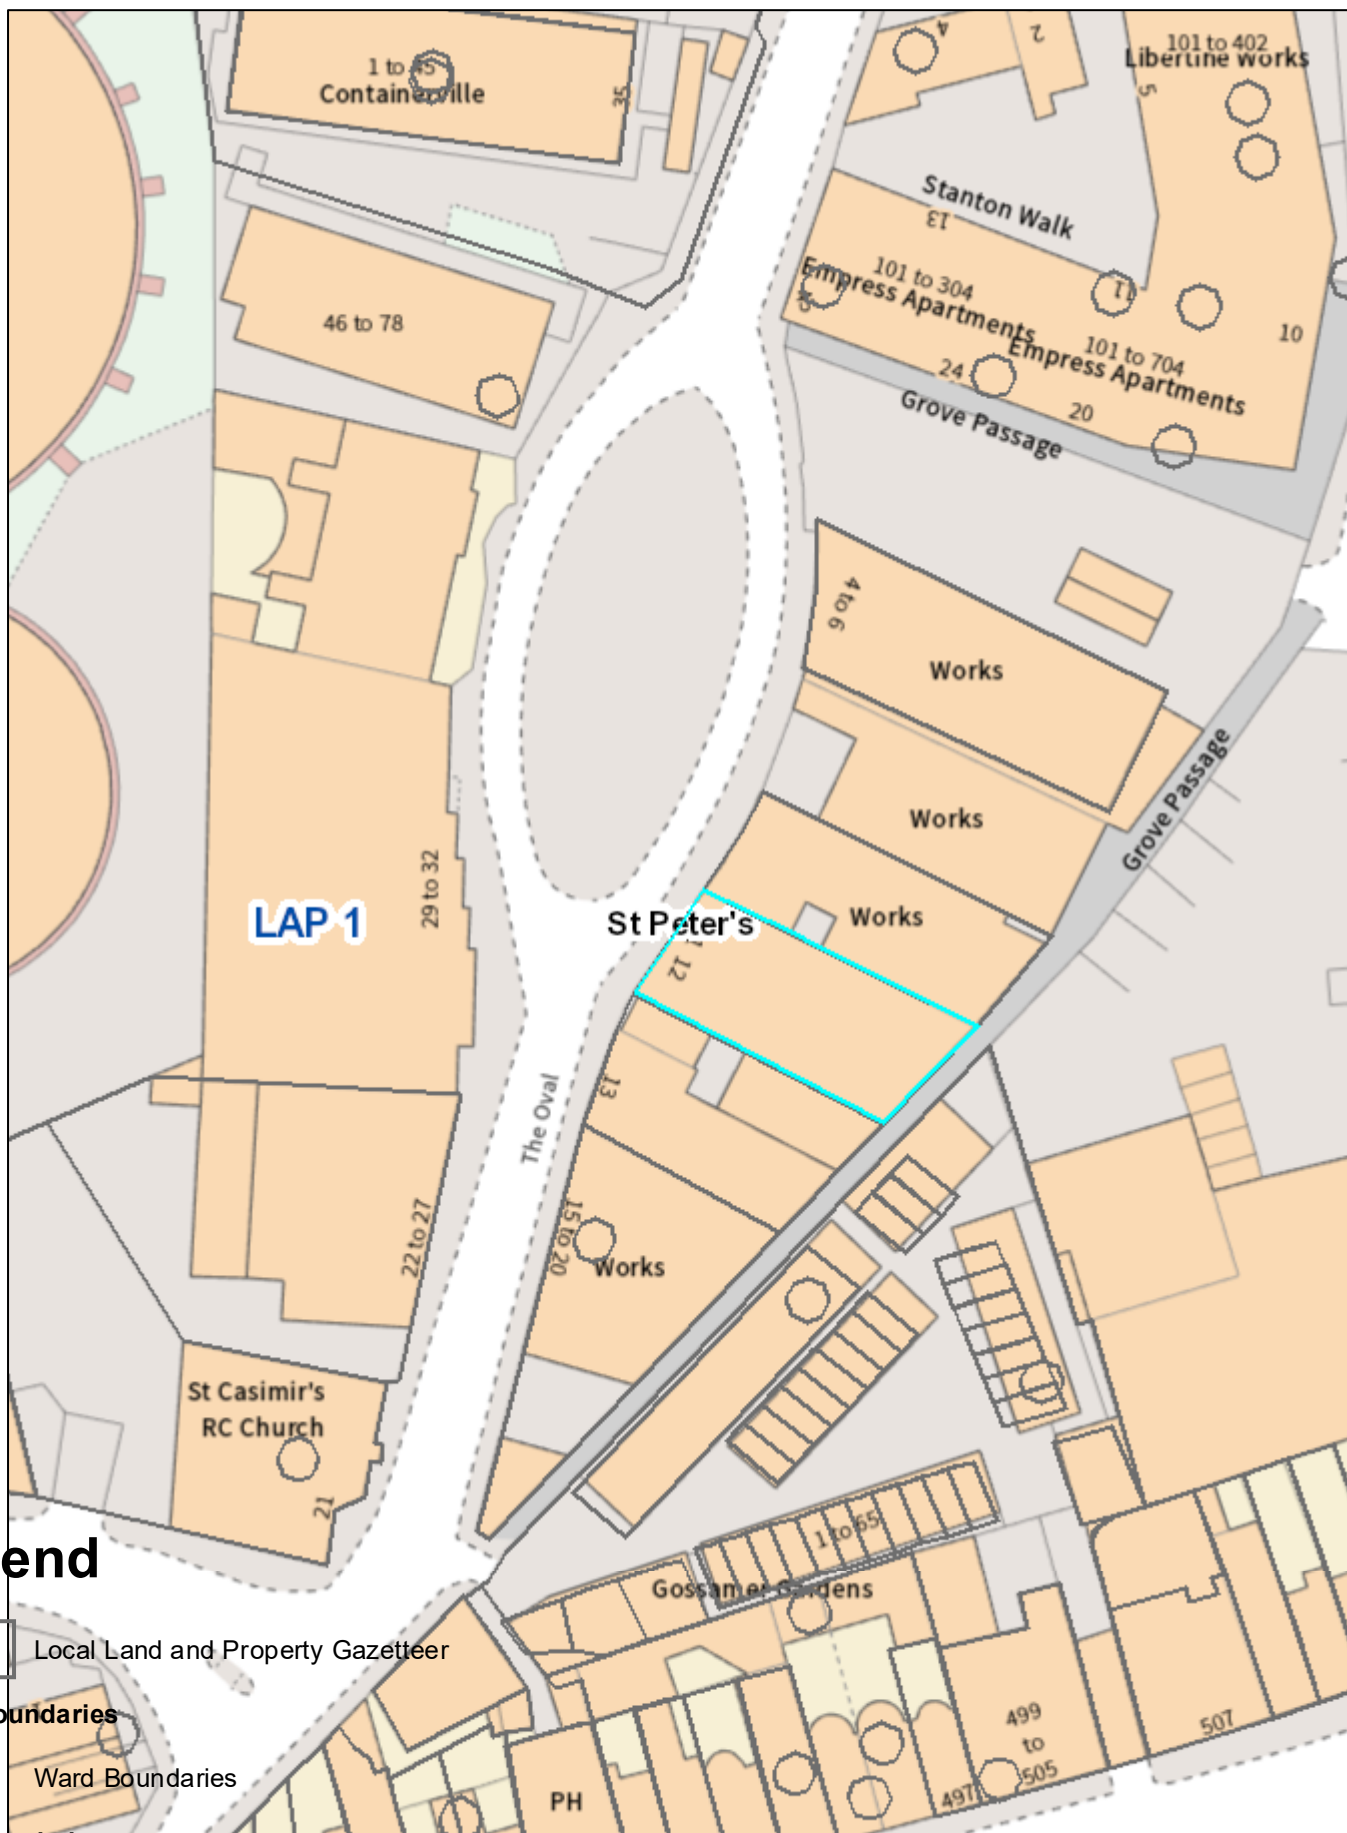 4
2
101 to 402
Libertine Works
5
1 to 45
Containerville
35
Stanton Walk
13
101 to 304
Empress Apartments
11
10
46 to 78
101 to 704
Empress Apartments
24
20
Grove Passage
4 to 6
Works
Grove Passage
Works
29 to 32
LAP 1
St Peter's
Works
12
13
The Oval
15 to 20
Works
22 to 27
St Casimir's
RC Church
21
1 to 65
Gossamer Gardens
end
Local Land and Property Gazetteer
oundaries
Ward Boundaries
499
to
505
507
497
PH